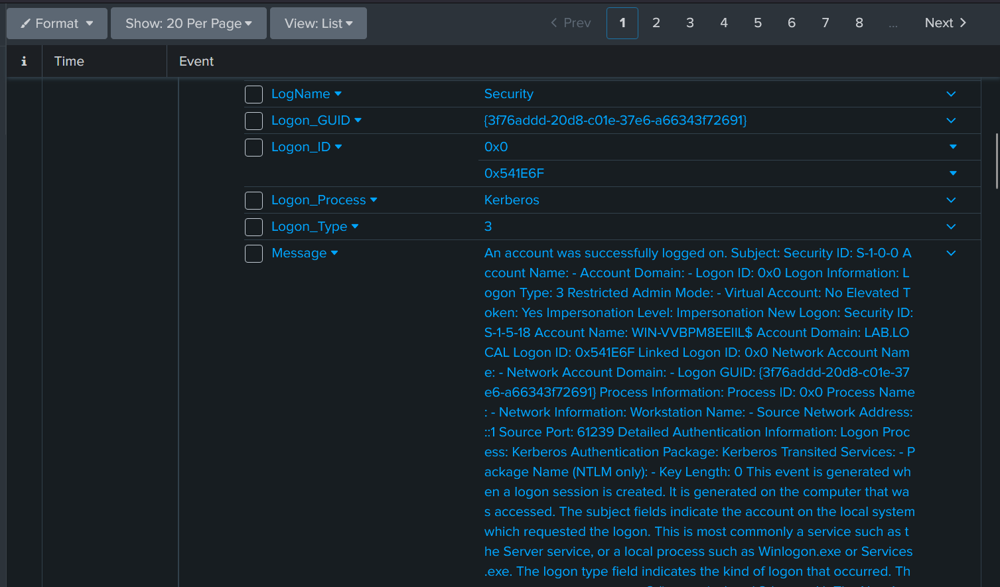 Format Show: 20 Per Page View: List Prev 1 2 3 4 5 6 7 8 ... Next
i Time Event
LogName Security
Logon_GUID {3f76addd-20d8-c01e-37e6-a66343f72691}
Logon_ID 0x0
0x541E6F
Logon_Process Kerberos
Logon_Type 3
Message An account was successfully logged on. Subject: Security ID: S-1-0-0 A
ccount Name: - Account Domain: - Logon ID: 0x0 Logon Information: L
ogon Type: 3 Restricted Admin Mode: - Virtual Account: No Elevated T
oken: Yes Impersonation Level: Impersonation New Logon: Security ID:
S-1-5-18 Account Name: WIN-VVBPM8EEIIL$ Account Domain: LAB.LO
CAL Logon ID: 0x541E6F Linked Logon ID: 0x0 Network Account Nam
e: - Network Account Domain: - Logon GUID: {3f76addd-20d8-c01e-37
e6-a66343f72691} Process Information: Process ID: 0x0 Process Name
: - Network Information: Workstation Name: - Source Network Address:
::1 Source Port: 61239 Detailed Authentication Information: Logon Proc
ess: Kerberos Authentication Package: Kerberos Transited Services: - P
ackage Name (NTLM only): - Key Length: 0 This event is generated wh
en a logon session is created. It is generated on the computer that wa
s accessed. The subject fields indicate the account on the local system
which requested the logon. This is most commonly a service such as t
he Server service, or a local process such as Winlogon.exe or Services
.exe. The logon type field indicates the kind of logon that occurred. Th